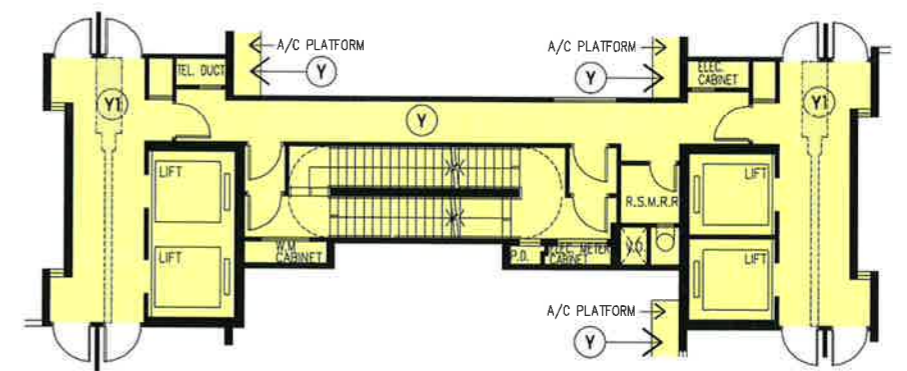 A/C PLATFORM
A/C PLATFORM
TEL. DUCT
Y
Y
ELEC.
CABINET
Y1
Y
Y1
LIFT
LIFT
R.S.M.R.R
LIFT
LIFT
W.M.
CABINET
P.D.
ELEC. METER
CABINET
V.D.
A/C PLATFORM
Y